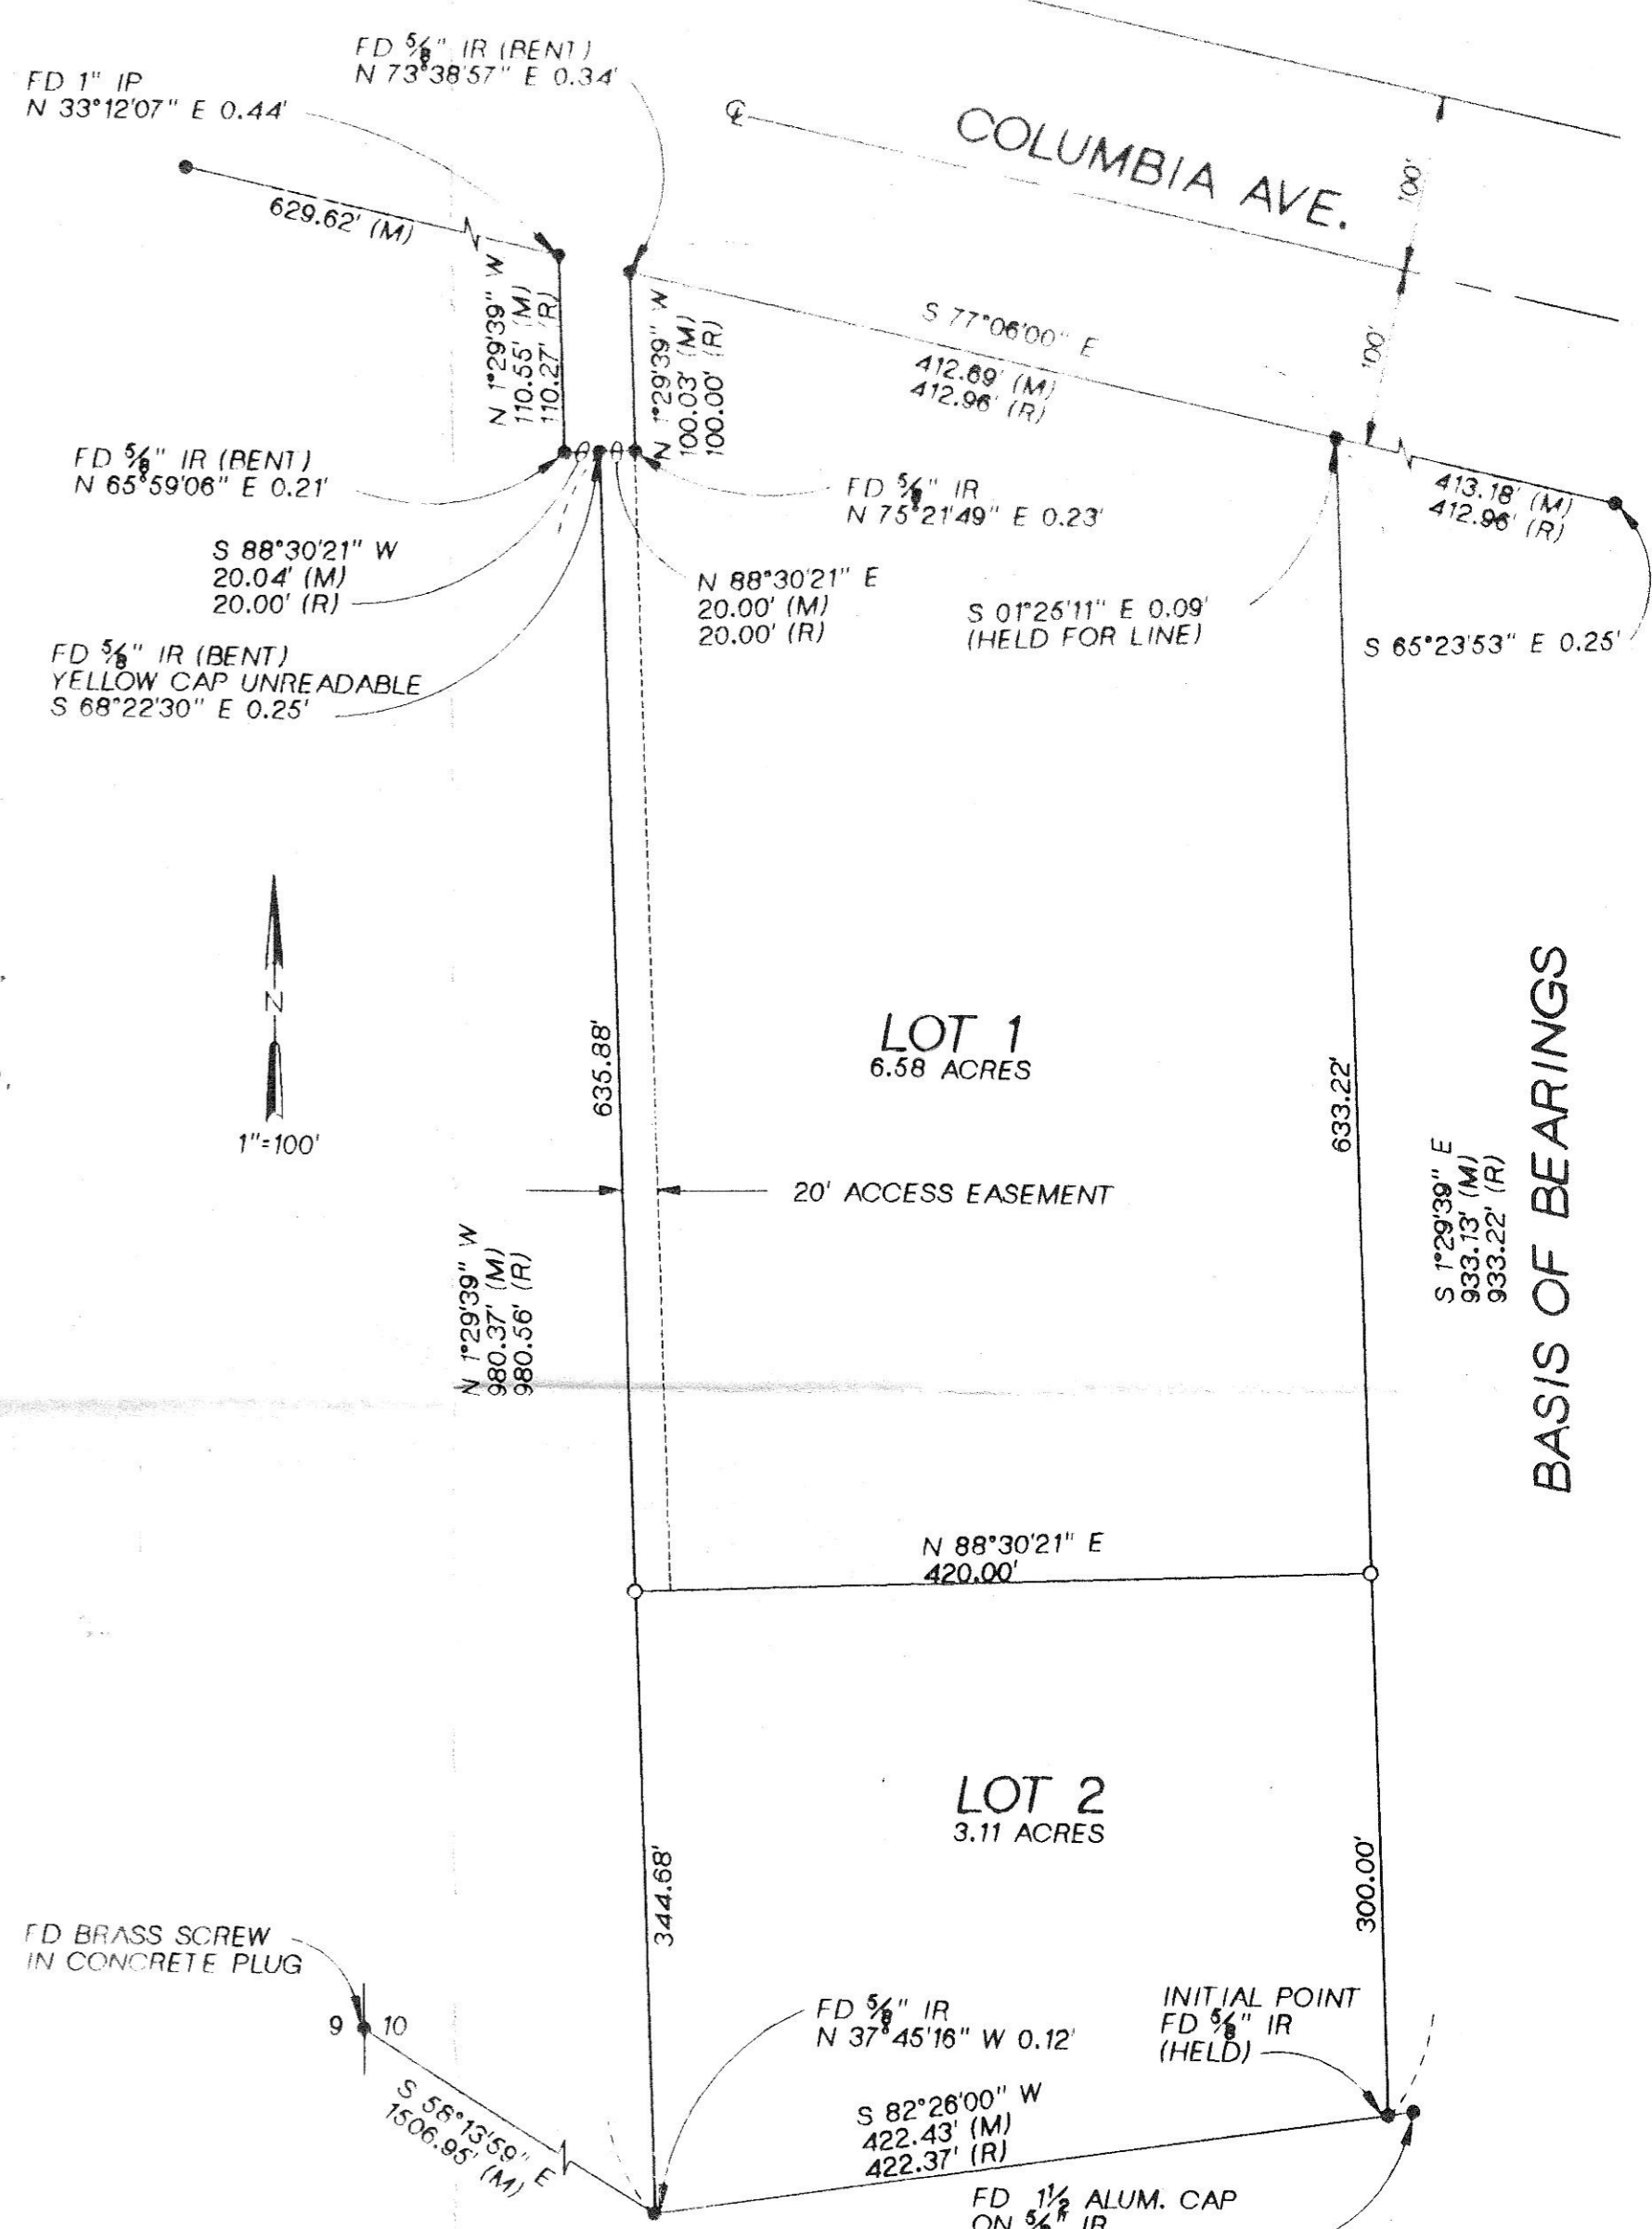 FD 5/8" IR (BENT)
N 73°38'57" E 0.34'
FD 1" IP
N 33°12'07" E 0.44'
℄
COLUMBIA AVE.
100'
100'
629.62' (M)
N 1°29'39" W
110.55' (M)
110.27' (R)
N 1°29'39" W
100.03' (M)
100.00' (R)
S 77°06'00" E
412.69' (M)
412.96' (R)
413.18' (M)
412.96' (R)
FD 5/8" IR (BENT)
N 65°59'06" E 0.21'
FD 5/8" IR
N 75°21'49" E 0.23'
S 88°30'21" W
20.04' (M)
20.00' (R)
N 88°30'21" E
20.00' (M)
20.00' (R)
S 01°25'11" E 0.09'
(HELD FOR LINE)
S 65°23'53" E 0.25'
FD 5/8" IR (BENT)
YELLOW CAP UNREADABLE
S 68°22'30" E 0.25'
N
1"=100'
635.88'
LOT 1
6.58 ACRES
633.22'
20' ACCESS EASEMENT
N 1°29'39" W
980.37' (M)
980.56' (R)
S 1°29'39" E
933.13' (M)
933.22' (R)
BASIS OF BEARINGS
N 88°30'21" E
420.00'
LOT 2
3.11 ACRES
344.68'
300.00'
FD BRASS SCREW
IN CONCRETE PLUG
9 10
S 58°13'59" E
1506.95' (M)
FD 5/8" IR
N 37°45'16" W 0.12'
INITIAL POINT
FD 5/8" IR
(HELD)
S 82°26'00" W
422.43' (M)
422.37' (R)
FD 1 1/2 ALUM. CAP
ON 5/8" IR